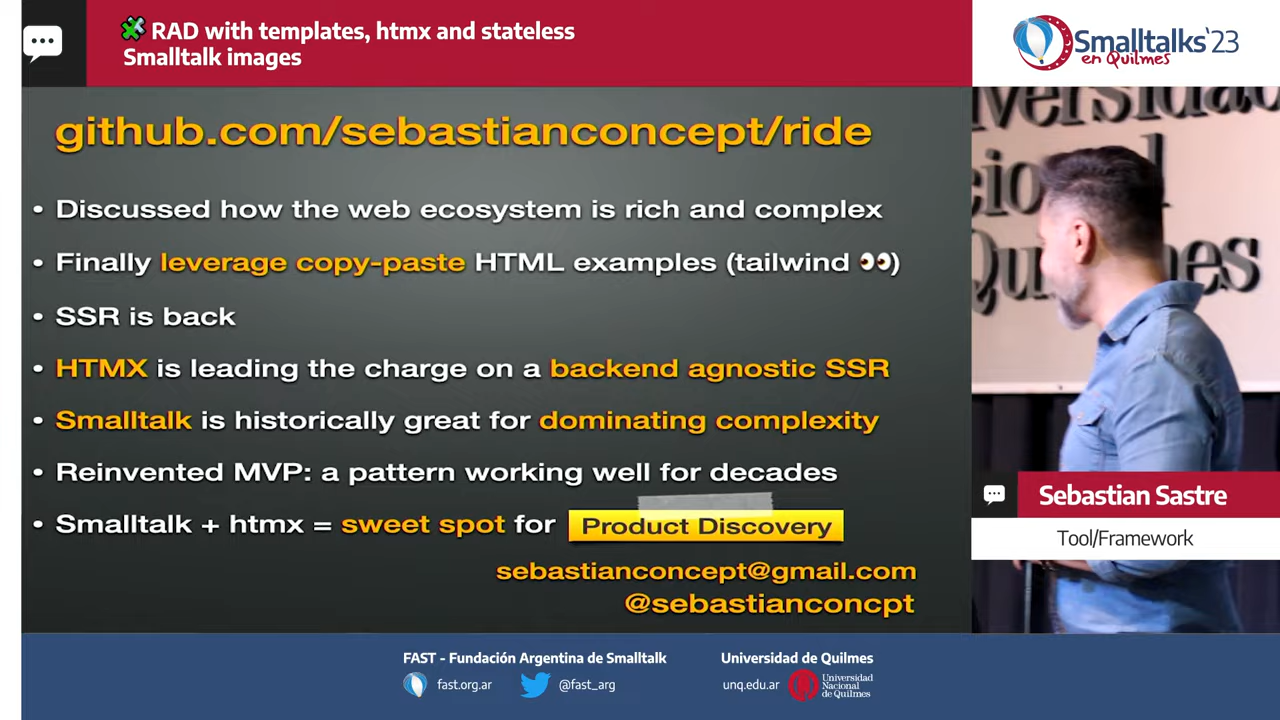 RAD with templates, htmx and stateless
Smalltalk images
Smalltalks'23
en Quilmes
github.com/sebastianconcept/ride
• Discussed how the web ecosystem is rich and complex
• Finally leverage copy-paste HTML examples (tailwind 👀)
• SSR is back
• HTMX is leading the charge on a backend agnostic SSR
• Smalltalk is historically great for dominating complexity
• Reinvented MVP: a pattern working well for decades
• Smalltalk + htmx = sweet spot for Product Discovery
sebastianconcept@gmail.com
@sebastianconcpt
Nacional
Quilmes
Sebastian Sastre
Tool/Framework
FAST - Fundación Argentina de Smalltalk
fast.org.ar
@fast_arg
Universidad de Quilmes
unq.edu.ar
Universidad
Nacional
de Quilmes